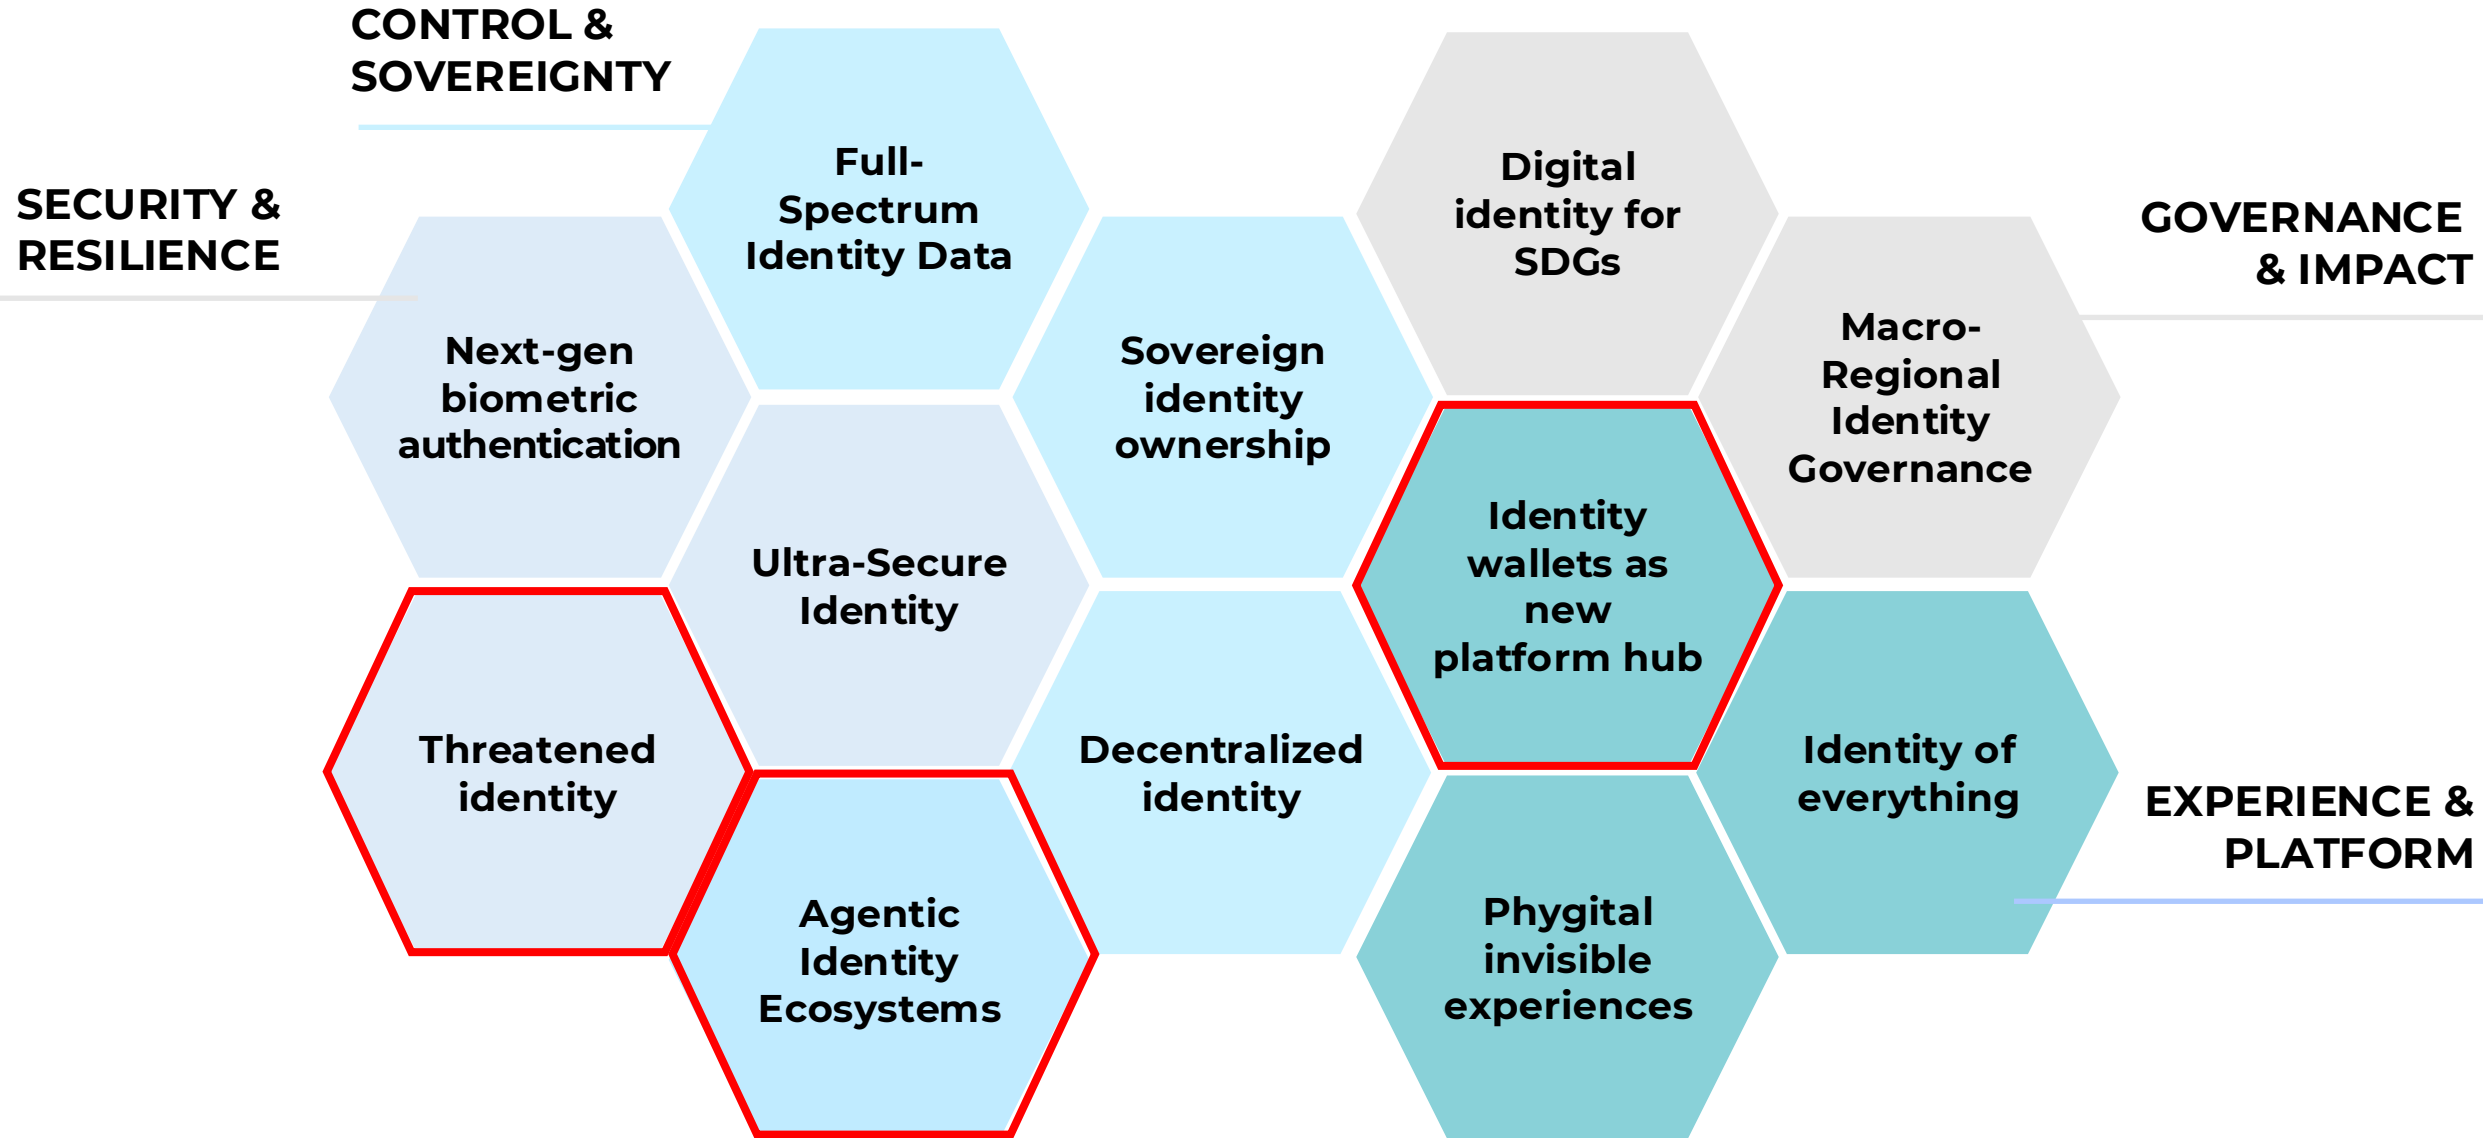 CONTROL &
SOVEREIGNTY
SECURITY &
RESILIENCE
GOVERNANCE
& IMPACT
EXPERIENCE &
PLATFORM
Full-
Spectrum
Identity Data
Digital
identity for
SDGs
Next-gen
biometric
authentication
Sovereign
identity
ownership
Macro-
Regional
Identity
Governance
Ultra-Secure
Identity
Identity
wallets as
new
platform hub
Threatened
identity
Decentralized
identity
Identity of
everything
Agentic
Identity
Ecosystems
Phygital
invisible
experiences